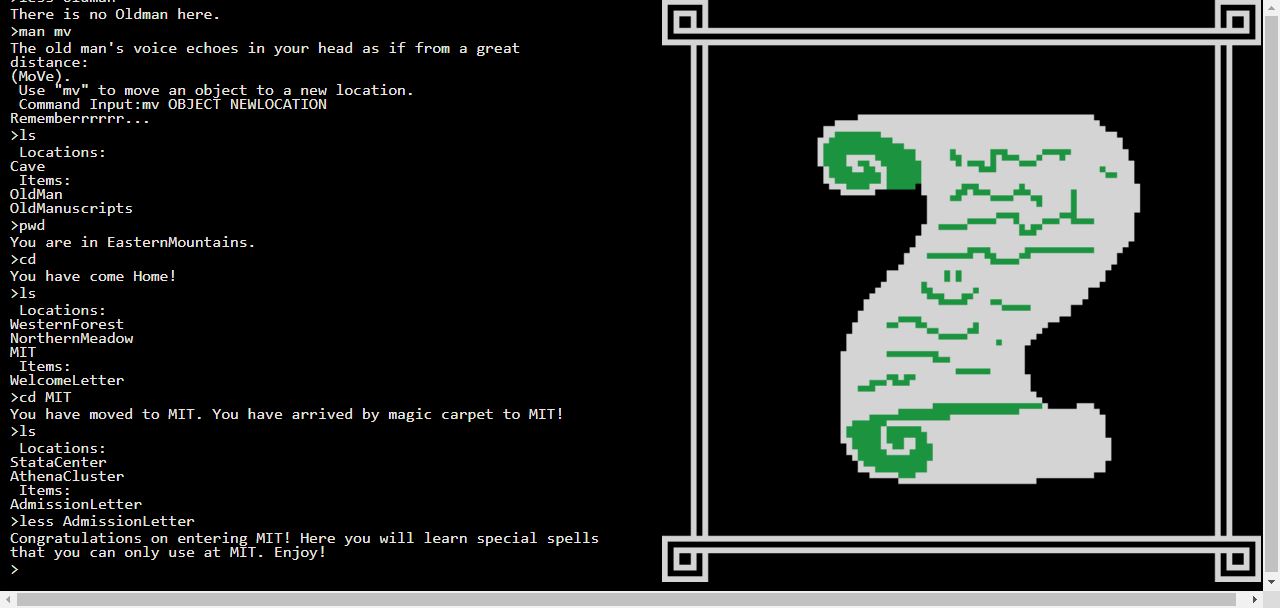 There is no Oldman here.
>man mv
The old man's voice echoes in your head as if from a great
distance:
(MoVe).
Use "mv" to move an object to a new location.
Command Input:mv OBJECT NEWLOCATION
Rememberrrrrr...
>ls
Locations:
Cave
Items:
OldMan
OldManuscripts
>pwd
You are in EasternMountains.
>cd
You have come Home!
>ls
Locations:
WesternForest
NorthernMeadow
MIT
Items:
WelcomeLetter
>cd MIT
You have moved to MIT. You have arrived by magic carpet to MIT!
>ls
Locations:
StataCenter
AthenaCluster
Items:
AdmissionLetter
>less AdmissionLetter
Congratulations on entering MIT! Here you will learn special spells
that you can only use at MIT. Enjoy!
>